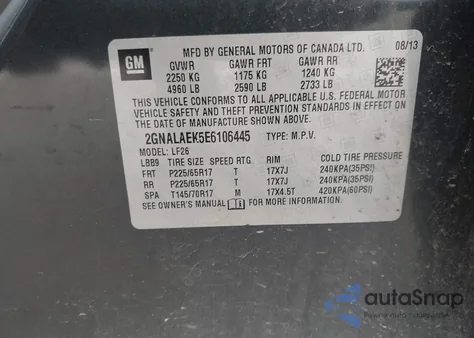 GM
MFD BY GENERAL MOTORS OF CANADA LTD. 08/13
GVWR GAWR FRT GAWR RR
2250 KG 1175 KG 1240 KG
4960 LB 2590 LB 2733 LB
THIS VEHICLE CONFORMS TO ALL APPLICABLE U.S. FEDERAL MOTOR
VEHICLE SAFETY AND THEFT PREVENTION STANDARDS IN EFFECT ON THE
DATE OF MANUFACTURE SHOWN ABOVE.
2GNALAEK5E6106445 TYPE: M.P.V.
MODEL: LF26
LBB9 TIRE SIZE SPEED RTG RIM COLD TIRE PRESSURE
FRT P225/65R17 T 17X7J 240KPA(35PSI)
RR P225/65R17 T 17X7J 240KPA(35PSI)
SPA T145/70R17 M 17X4.5T 420KPA(60PSI)
SEE OWNER'S MANUAL FOR MORE INFORMATION.
autoSnap